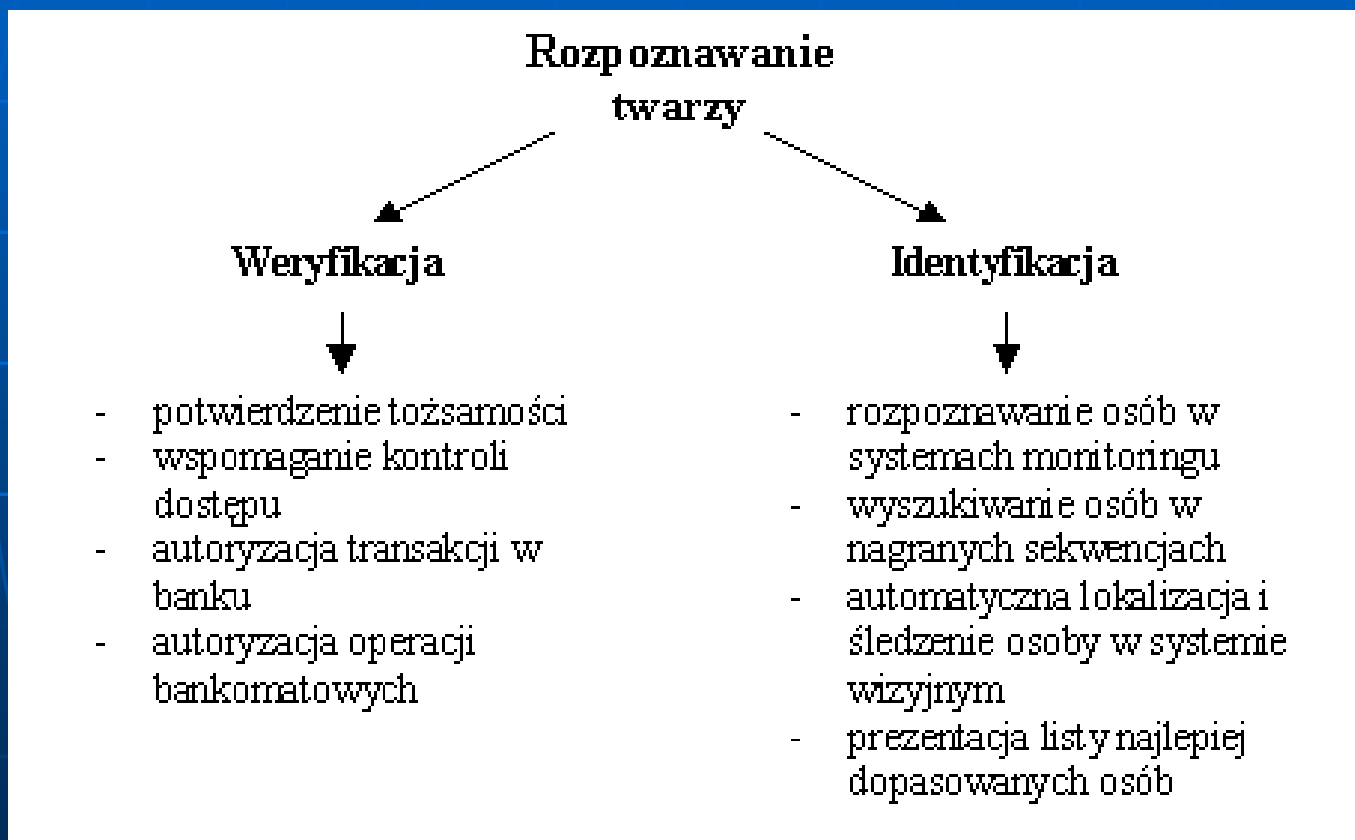 Rozpoznawanie
twarzy
Weryfikacja
- potwierdzenie tożsamości
- wspomaganie kontroli
dostępu
- autoryzacja transakcji w
banku
- autoryzacja operacji
bankomatowych
Identyfikacja
- rozpoznawanie osób w
systemach monitoringu
- wyszukiwanie osób w
nagranych sekwencjach
- automatyczna lokalizacja i
śledzenie osoby w systemie
wizyjnym
- prezentacja listy najlepiej
dopasowanych osób